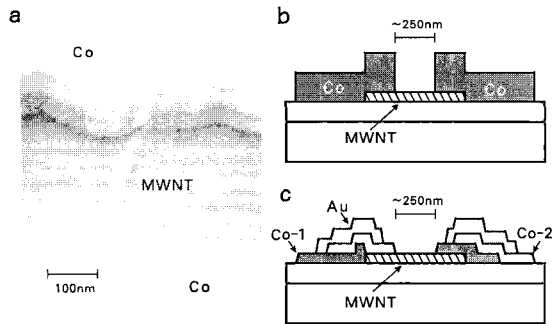 a
Co
MWNT
100nm
Co
b
~250nm
Co
Co
MWNT
c
~250nm
Au
Co-1
Co-2
MWNT